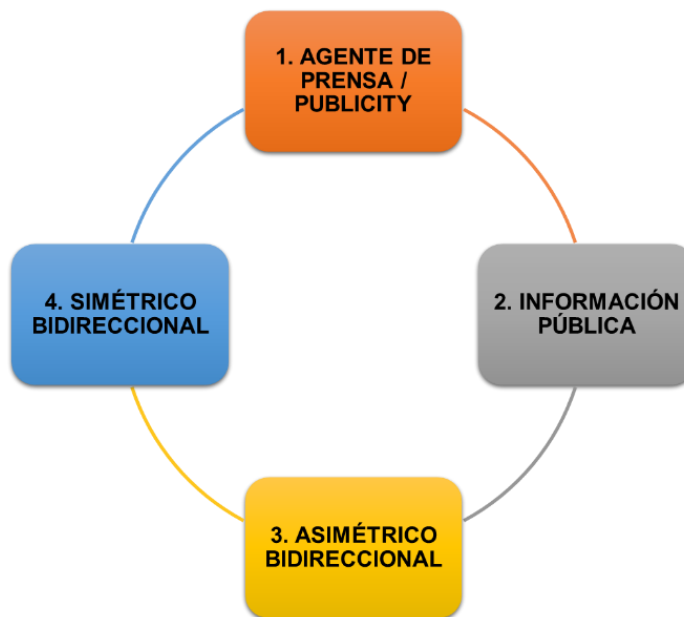 1. AGENTE DE
PRENSA /
PUBLICITY
2. INFORMACIÓN
PÚBLICA
3. ASIMÉTRICO
BIDIRECCIONAL
4. SIMÉTRICO
BIDIRECCIONAL